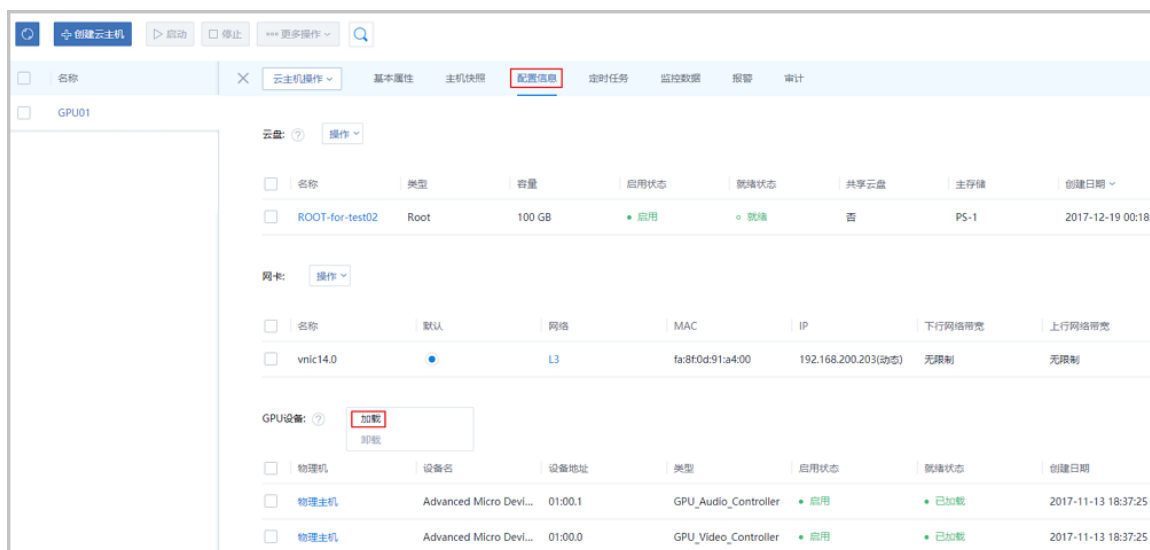 创建云主机 启动 停止 更多操作
名称 云主机操作 基本属性 主机快照 配置信息 定时任务 监控数据 报警 审计
GPU01
云盘: ? 操作
名称 类型 容量 启用状态 就绪状态 共享云盘 主存储 创建日期
ROOT-for-test02 Root 100 GB 启用 就绪 否 PS-1 2017-12-19 00:18
网卡: 操作
名称 默认 网络 MAC IP 下行网络带宽 上行网络带宽
vnic14.0 L3 fa:8f:0d:91:a4:00 192.168.200.203(动态) 无限制 无限制
GPU设备: ? 加载
卸载
物理机 设备名 设备地址 类型 启用状态 就绪状态 创建日期
物理主机 Advanced Micro Devi... 01:00.1 GPU_Audio_Controller 启用 已加载 2017-11-13 18:37:25
物理主机 Advanced Micro Devi... 01:00.0 GPU_Video_Controller 启用 已加载 2017-11-13 18:37:25